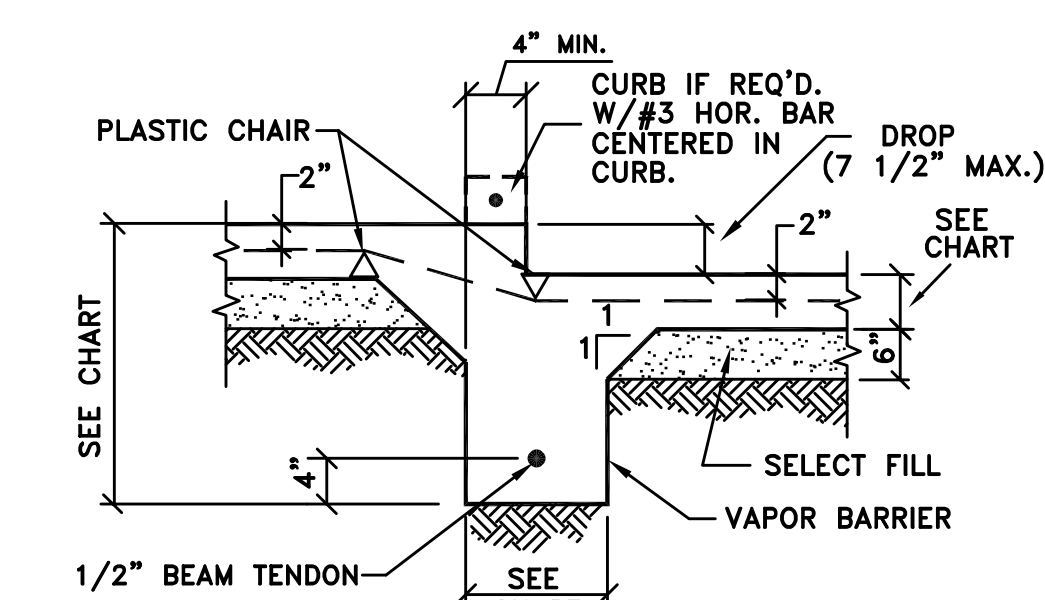 4” MIN.
CURB IF REQ’D.
W/#3 HOR. BAR
CENTERED IN
CURB.
PLASTIC CHAIR
DROP
(7 1/2” MAX.)
2”
2”
SEE
CHART
SEE CHART
1
1
6”
4”
SELECT FILL
VAPOR BARRIER
1/2” BEAM TENDON
SEE